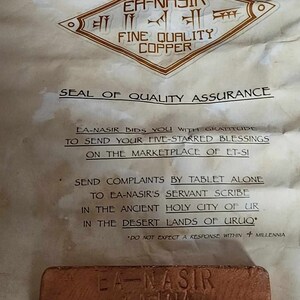 EA-NASIR
FINE QUALITY
COPPER
SEAL OF QUALITY ASSURANCE
EA-NASIR BIDS YOU WITH GRATITUDE
TO SEND YOUR FIVE-STARRED BLESSINGS
ON THE MARKETPLACE OF ET-SI
SEND COMPLAINTS BY TABLET ALONE
TO EA-NASIR'S SERVANT SCRIBE
IN THE ANCIENT HOLY CITY OF UR
IN THE DESERT LANDS OF URUQ*
*DO NOT EXPECT A RESPONSE WITHIN 4 MILLENNIA
EA-NASIR